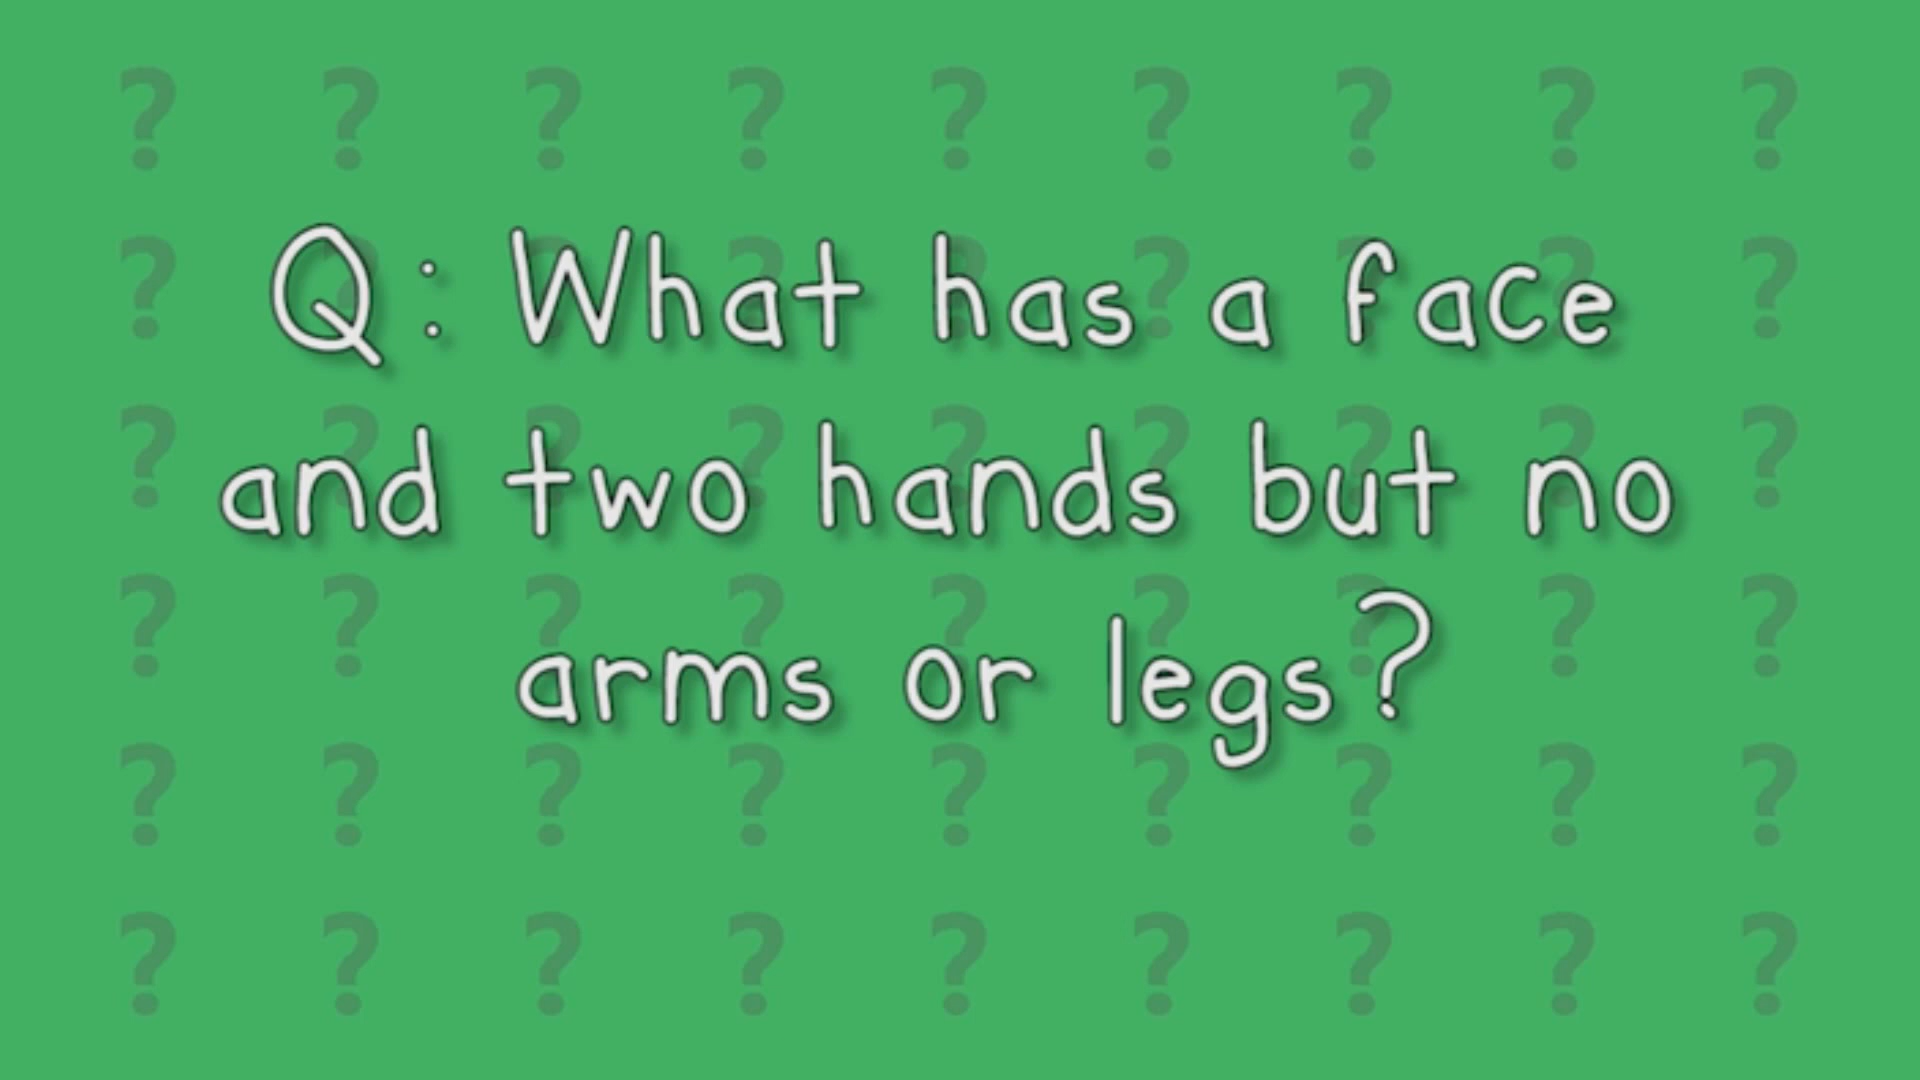 Q: What has a face
and two hands but no
arms or legs?